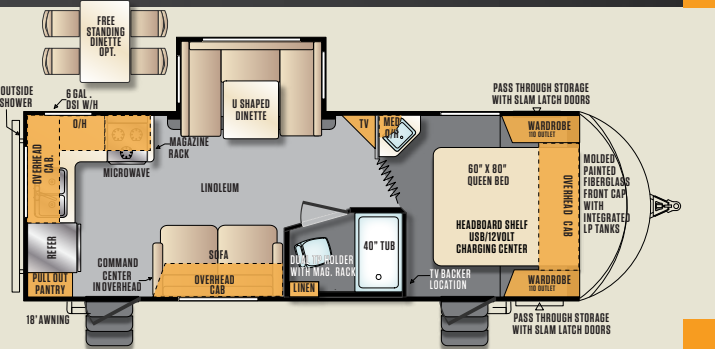 FREE
STANDING
DINETTE
OPT.
OUTSIDE
SHOWER
6 GAL.
DSI W/H
O/H
OVERHEAD
CAB.
MICROWAVE
MAGAZINE
RACK
U SHAPED
DINETTE
LINOLEUM
TV
MED
O/H
PASS THROUGH STORAGE
WITH SLAM LATCH DOORS
WARDROBE
110 OUTLET
60" X 80"
QUEEN BED
HEADBOARD SHELF
USB/12VOLT
CHARGING CENTER
OVERHEAD CAB
MOLDED
PAINTED
FIBERGLASS
FRONT CAP
WITH
INTEGRATED
LP TANKS
REFER
PULL OUT
PANTRY
COMMAND
CENTER
IN OVERHEAD
SOFA
OVERHEAD
CAB
HOLDER
WITH MAG. RACK
LINEN
40" TUB
TV BACKER
LOCATION
WARDROBE
110 OUTLET
18' AWNING
PASS THROUGH STORAGE
WITH SLAM LATCH DOORS